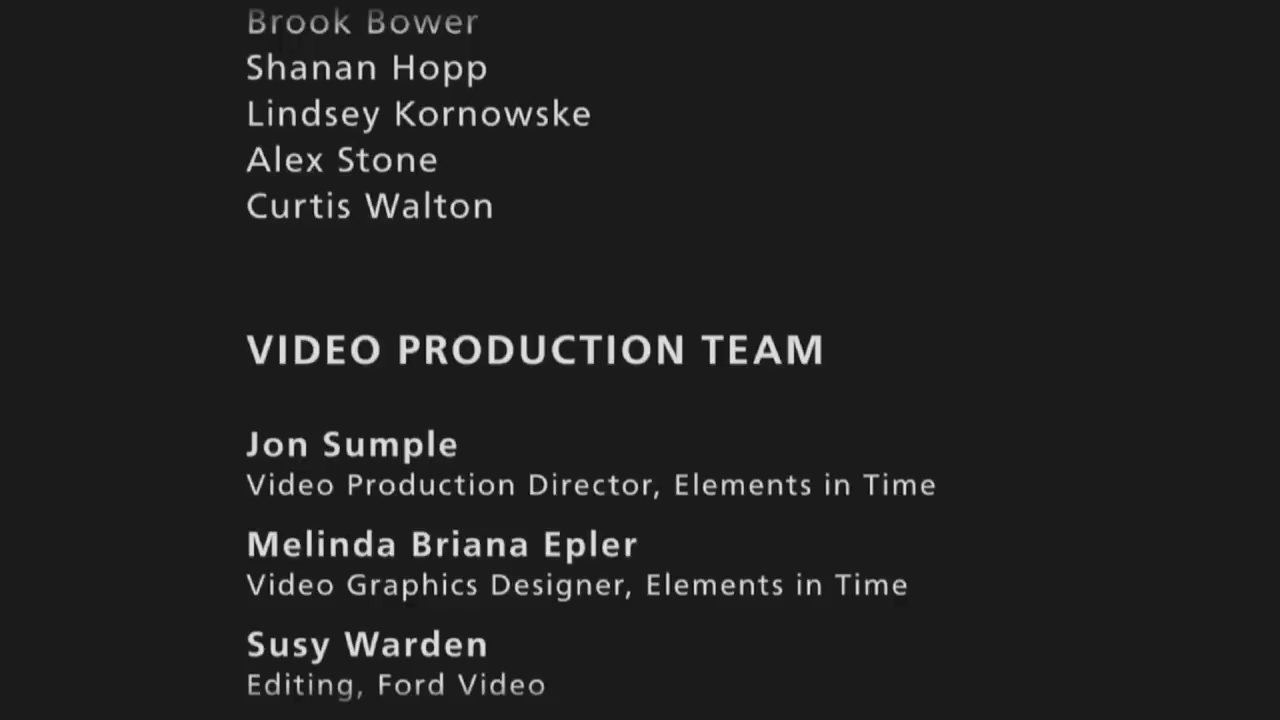 Brook Bower
Shanan Hopp
Lindsey Kornowske
Alex Stone
Curtis Walton
VIDEO PRODUCTION TEAM
Jon Sumple
Video Production Director, Elements in Time
Melinda Briana Epler
Video Graphics Designer, Elements in Time
Susy Warden
Editing, Ford Video